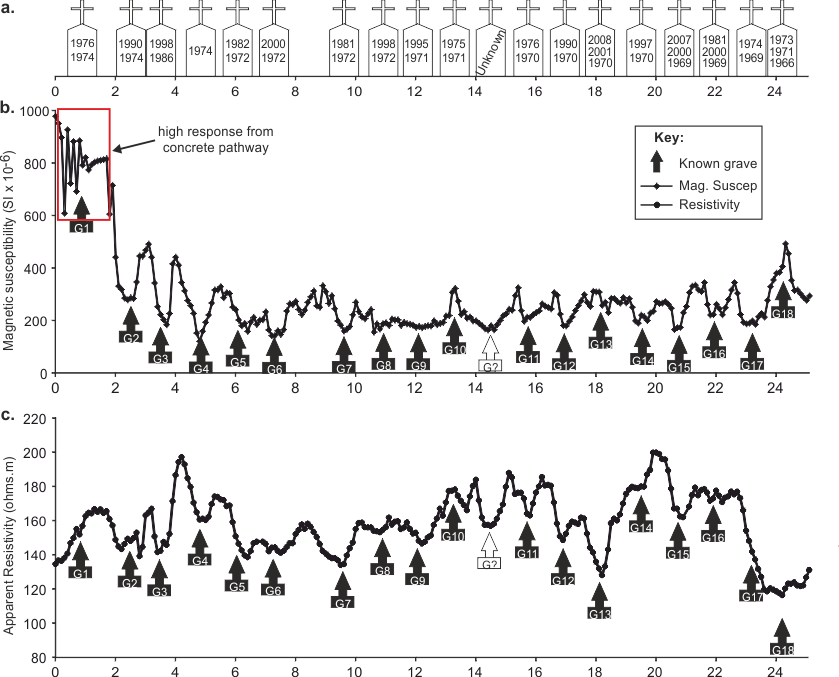 a.
1976
1974
1990
1974
1998
1986
1974
1982
1972
2000
1972
1981
1972
1998
1972
1995
1971
1975
1971
Unknown
1976
1970
1990
1970
2008
2001
1970
1997
1970
2007
2000
1969
1981
2000
1969
1974
1969
1973
1971
1966
0 2 4 6 8 10 12 14 16 18 20 22 24
b.
Magnetic susceptibility (SI x 10-6)
1000
800
600
400
200
0
high response from
concrete pathway
Key:
Known grave
Mag. Suscep
Resistivity
G1
G2
G3
G4
G5
G6
G7
G8
G9
G10
G?
G11
G12
G13
G14
G15
G16
G17
G18
0 2 4 6 8 10 12 14 16 18 20 22 24
c.
Apparent Resistivity (ohms.m)
220
200
180
160
140
120
100
80
G1
G2
G3
G4
G5
G6
G7
G8
G9
G10
G?
G11
G12
G13
G14
G15
G16
G17
G18
0 2 4 6 8 10 12 14 16 18 20 22 24